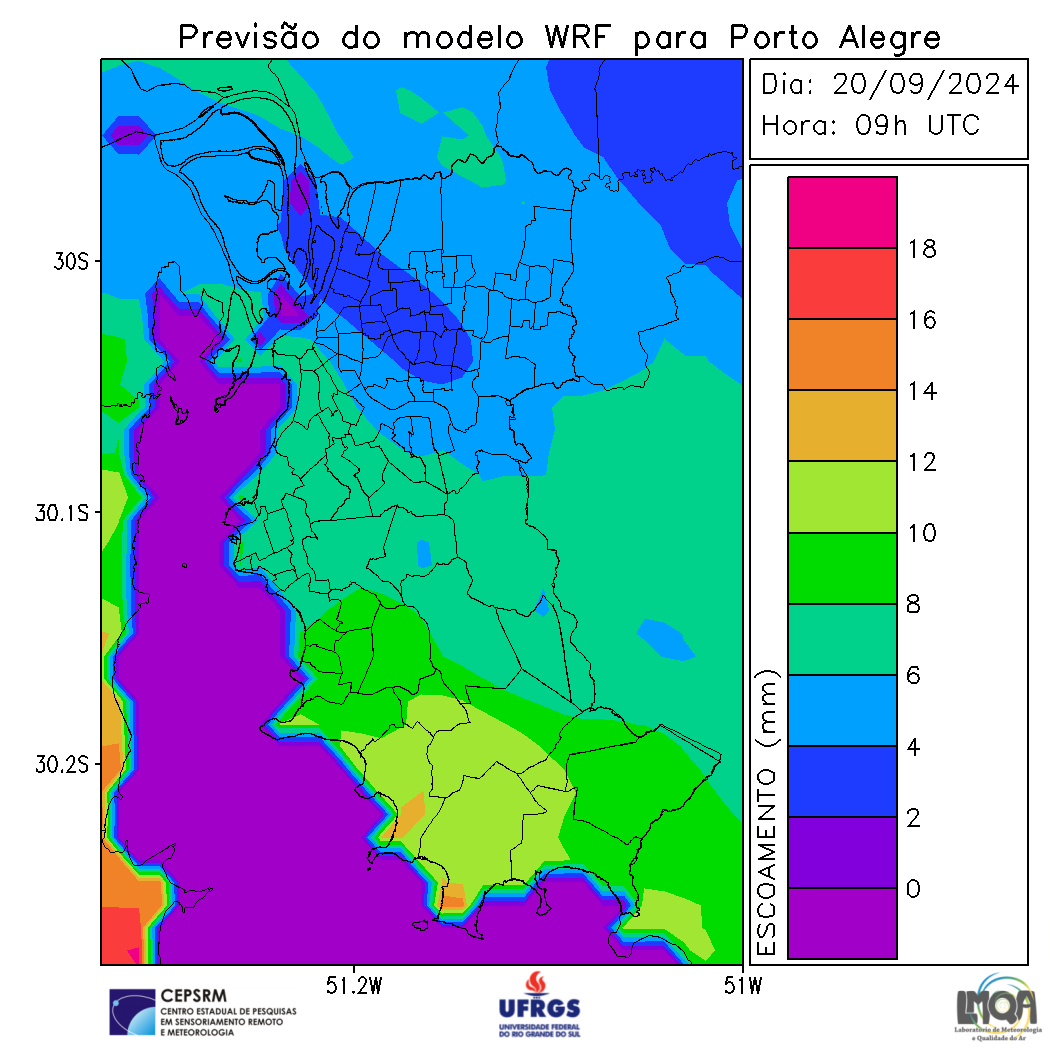 Previsão do modelo WRF para Porto Alegre
Dia: 20/09/2024
Hora: 09h UTC
30S
30.1S
30.2S
51.2W
51W
18
16
14
12
10
8
6
4
2
0
ESCOAMENTO (mm)
CEPSRM
CENTRO ESTADUAL DE PESQUISAS
EM SENSORIAMENTO REMOTO
E METEOROLOGIA
UFRGS
UNIVERSIDADE FEDERAL
DO RIO GRANDE DO SUL
LMQA
Laboratório de Meteorologia
e Qualidade do Ar